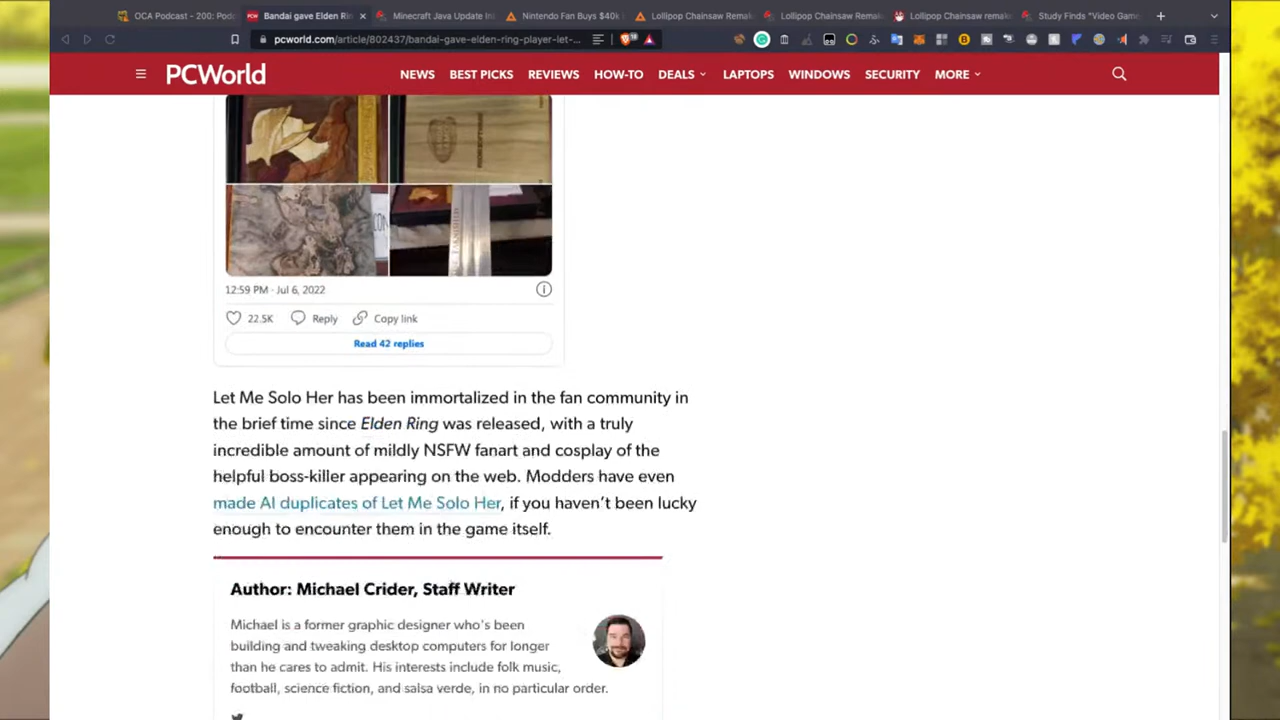 OCA Podcast - 200: Pod
PCW Bandai gave Elden Rin
Minecraft Java Update In
Nintendo Fan Buys $40k
Lollipop Chainsaw Rema
Lollipop Chainsaw Rema
Lollipop Chainsaw remak
Study Finds "Video Game
pcworld.com/article/802437/bandai-gave-elden-ring-player-let-...
PCWorld
NEWS
BEST PICKS
REVIEWS
HOW-TO
DEALS
LAPTOPS
WINDOWS
SECURITY
MORE
12:59 PM · Jul 6, 2022
22.5K
Reply
Copy link
Read 42 replies
Let Me Solo Her has been immortalized in the fan community in
the brief time since Elden Ring was released, with a truly
incredible amount of mildly NSFW fanart and cosplay of the
helpful boss-killer appearing on the web. Modders have even
made AI duplicates of Let Me Solo Her, if you haven't been lucky
enough to encounter them in the game itself.
Author: Michael Crider, Staff Writer
Michael is a former graphic designer who's been
building and tweaking desktop computers for longer
than he cares to admit. His interests include folk music,
football, science fiction, and salsa verde, in no particular order.